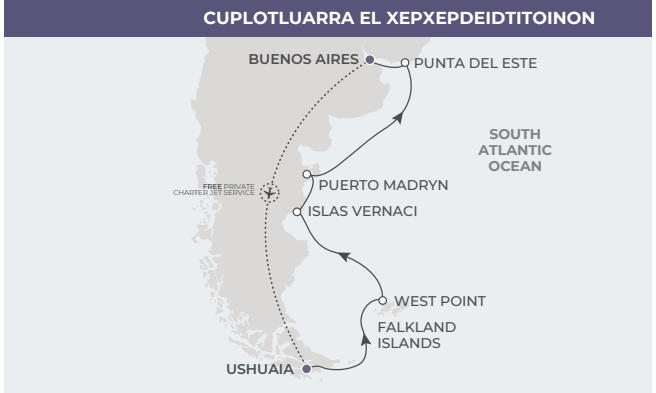 CUPLOTLUARRA EL XEPXEPDEIDTITOINON
BUENOS AIRES
PUNTA DEL ESTE
SOUTH
ATLANTIC
OCEAN
FREE PRIVATE
CHARTER JET SERVICE
PUERTO MADRYN
ISLAS VERNACI
WEST POINT
FALKLAND
ISLANDS
USHUAIA